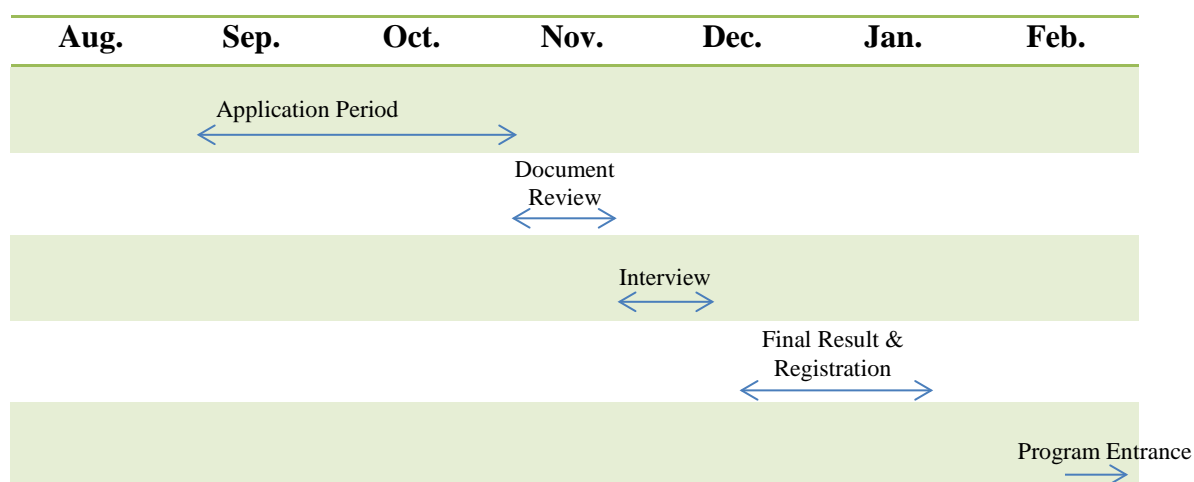 Aug. Sep. Oct. Nov. Dec. Jan. Feb.
Application Period
Document
Review
Interview
Final Result &
Registration
Program Entrance